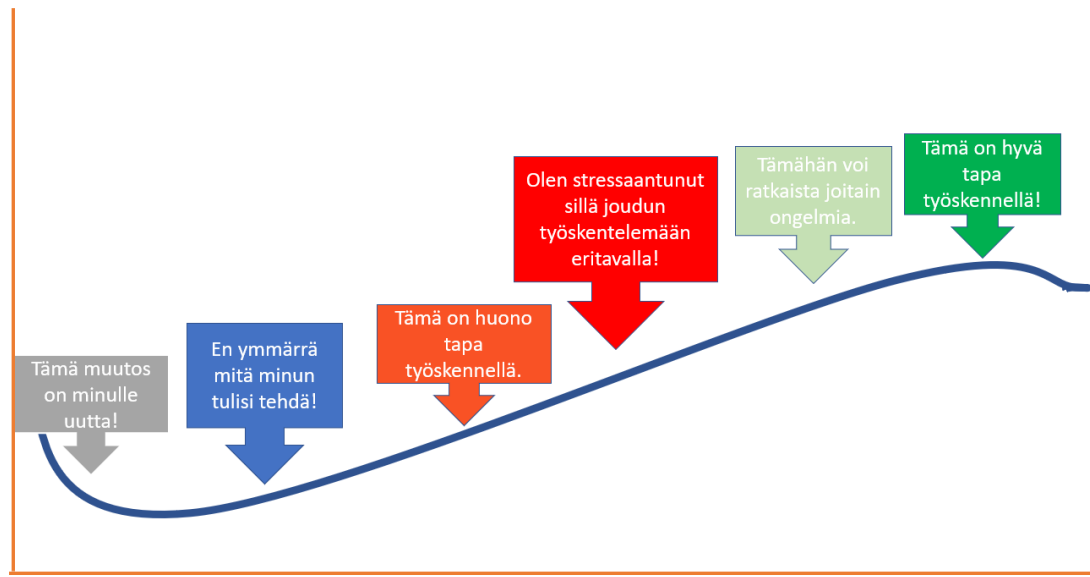 Tämä muutos
on minulle
uutta!
En ymmärrä
mitä minun
tulisi tehdä!
Tämä on huono
tapa
työskennellä.
Olen stressaantunut
sillä joudun
työskentelemään
eritavalla!
Tämähän voi
ratkaista joitain
ongelmia.
Tämä on hyvä
tapa
työskennellä!